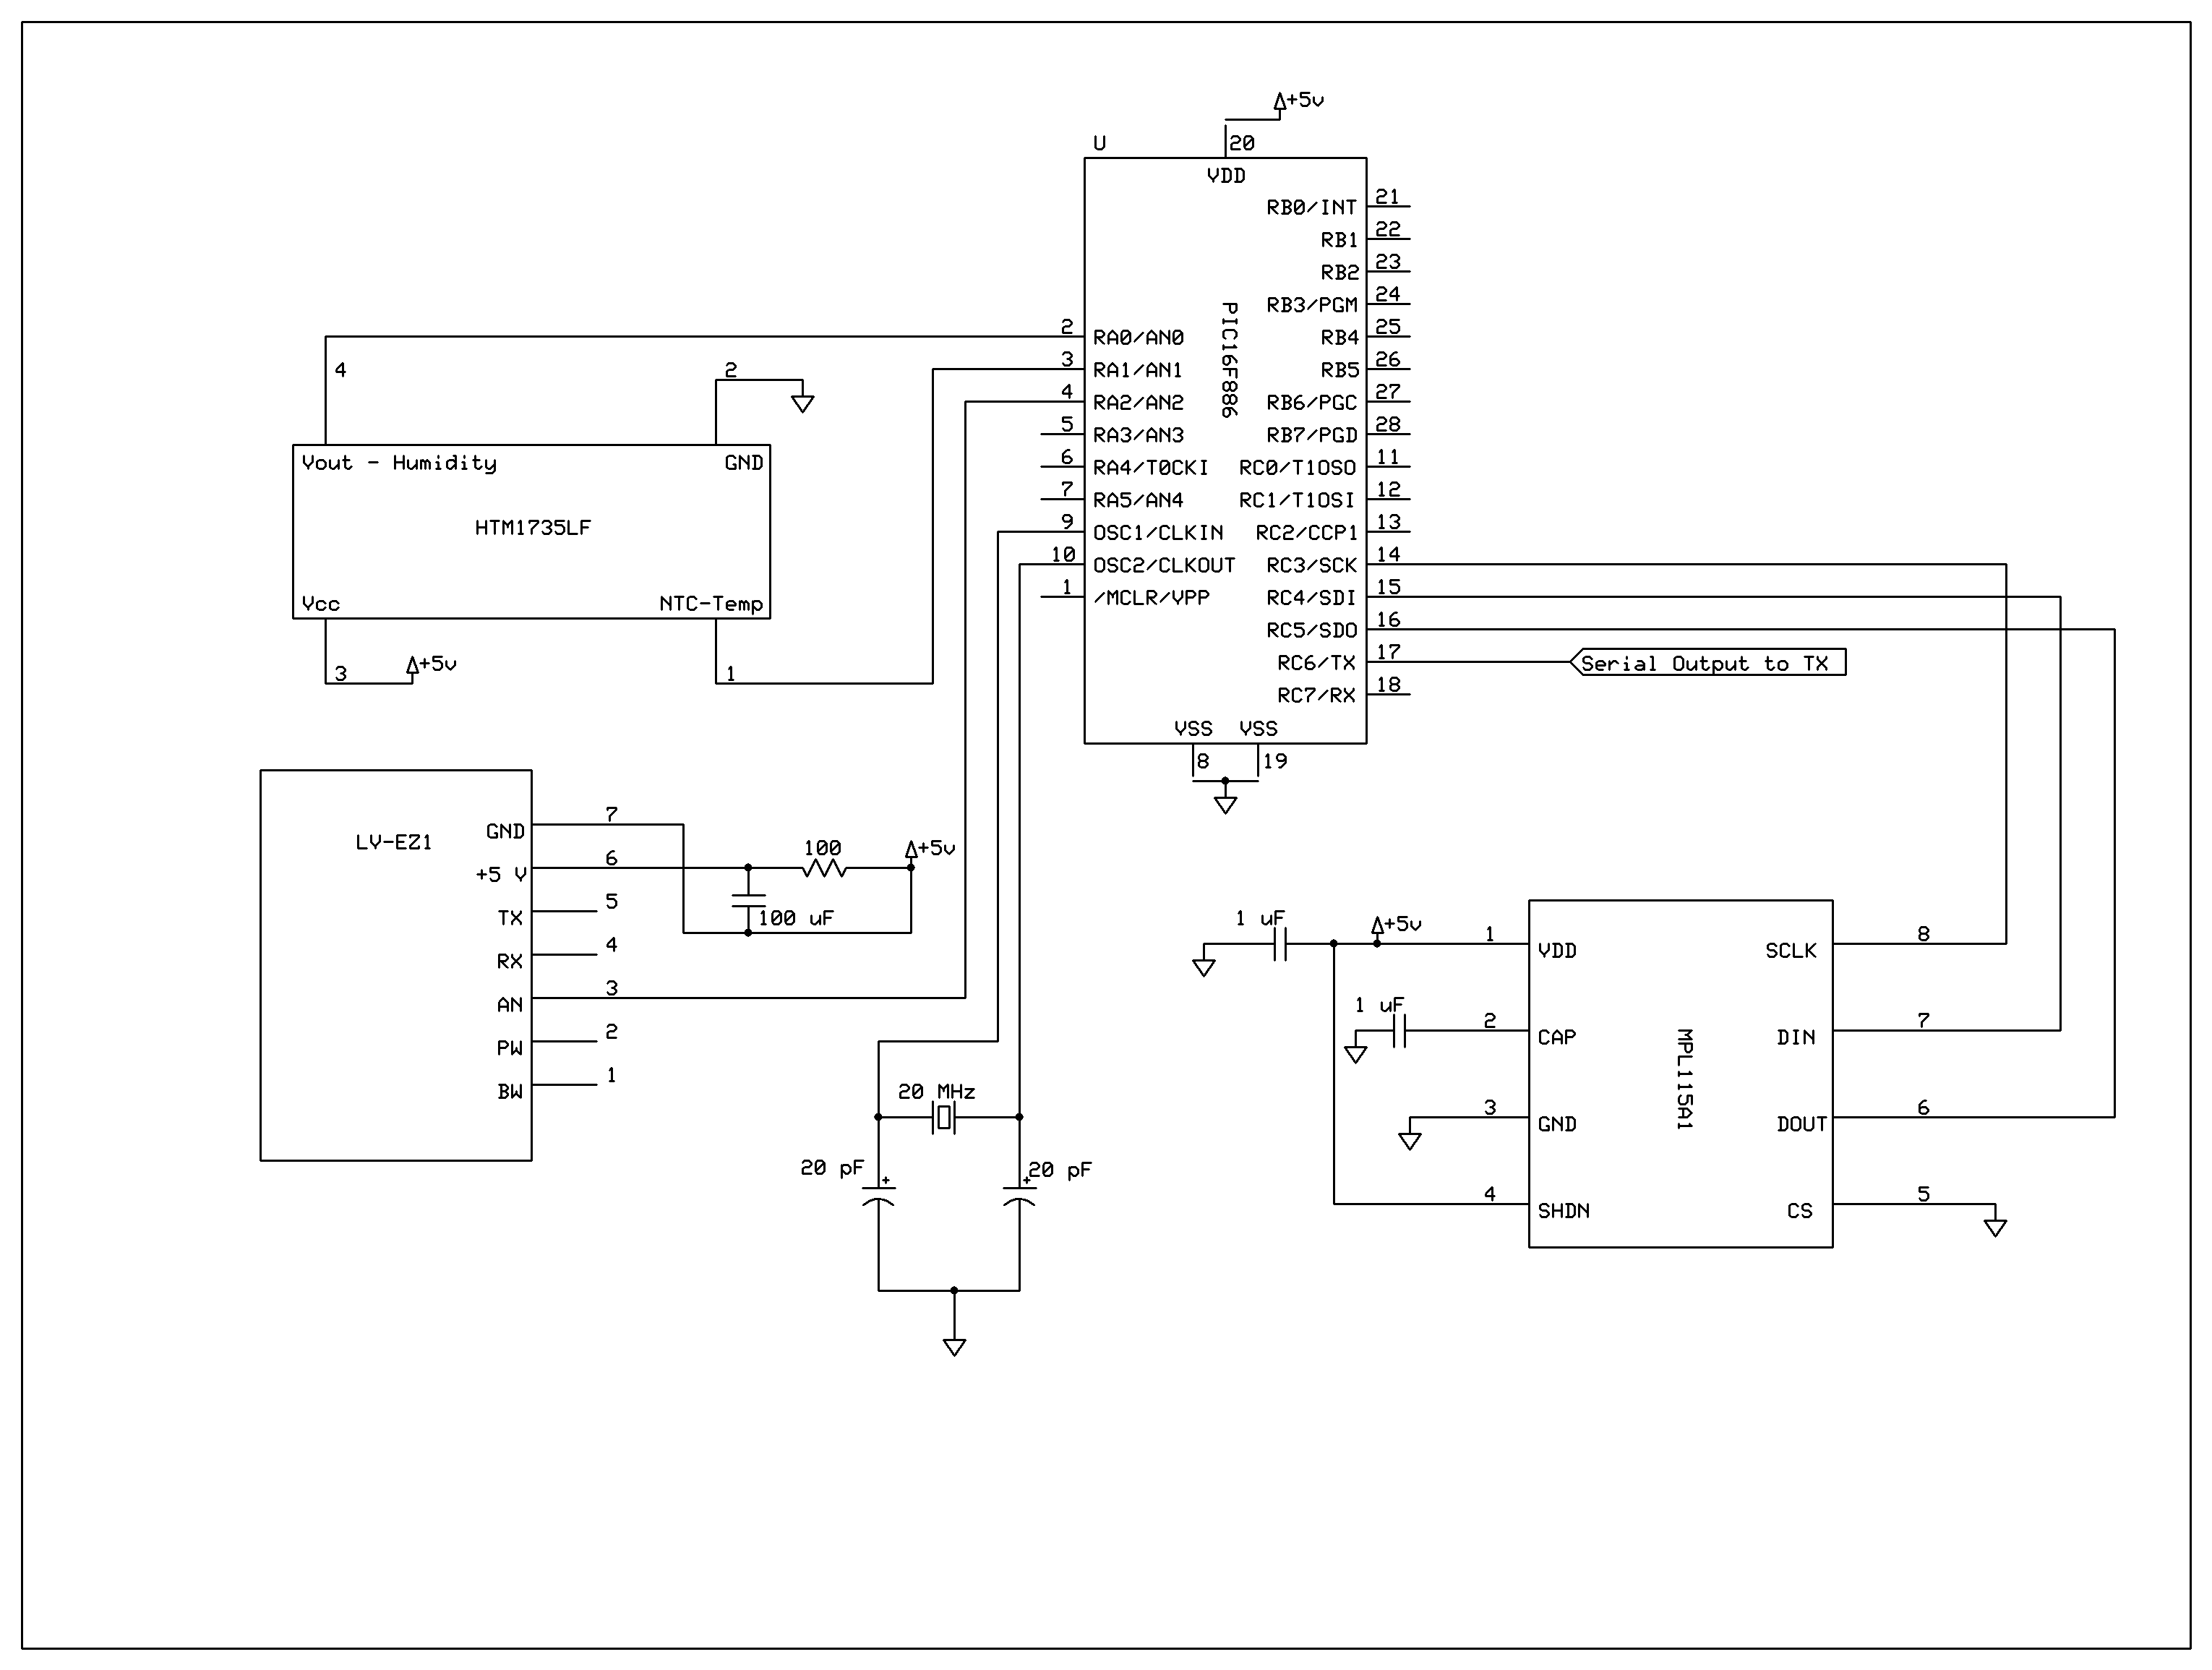 +5v
U
20
VDD
RB0/INT 21
RB1 22
RB2 23
RB3/PGM 24
PIC16F886
2 RA0/AN0 RB4 25
3 RA1/AN1 RB5 26
4 RA2/AN2 RB6/PGC 27
5 RA3/AN3 RB7/PGD 28
6 RA4/T0CKI RC0/T1OSO 11
7 RA5/AN4 RC1/T1OSI 12
9 OSC1/CLKIN RC2/CCP1 13
10 OSC2/CLKOUT RC3/SCK 14
1 /MCLR/VPP RC4/SDI 15
RC5/SDO 16
RC6/TX 17
Serial Output to TX
RC7/RX 18
VSS VSS
8 19
4 2
Vout - Humidity GND
HTM1735LF
Vcc NTC-Temp
3 +5v 1
LV-EZ1
GND 7
+5 V 6
TX 5
RX 4
AN 3
PW 2
BW 1
100 +5v
100 uF
20 MHz
20 pF + + 20 pF
1 uF +5v
1 uF
1 VDD SCLK 8
2 CAP DIN 7
MPL115A1
3 GND DOUT 6
4 SHDN CS 5